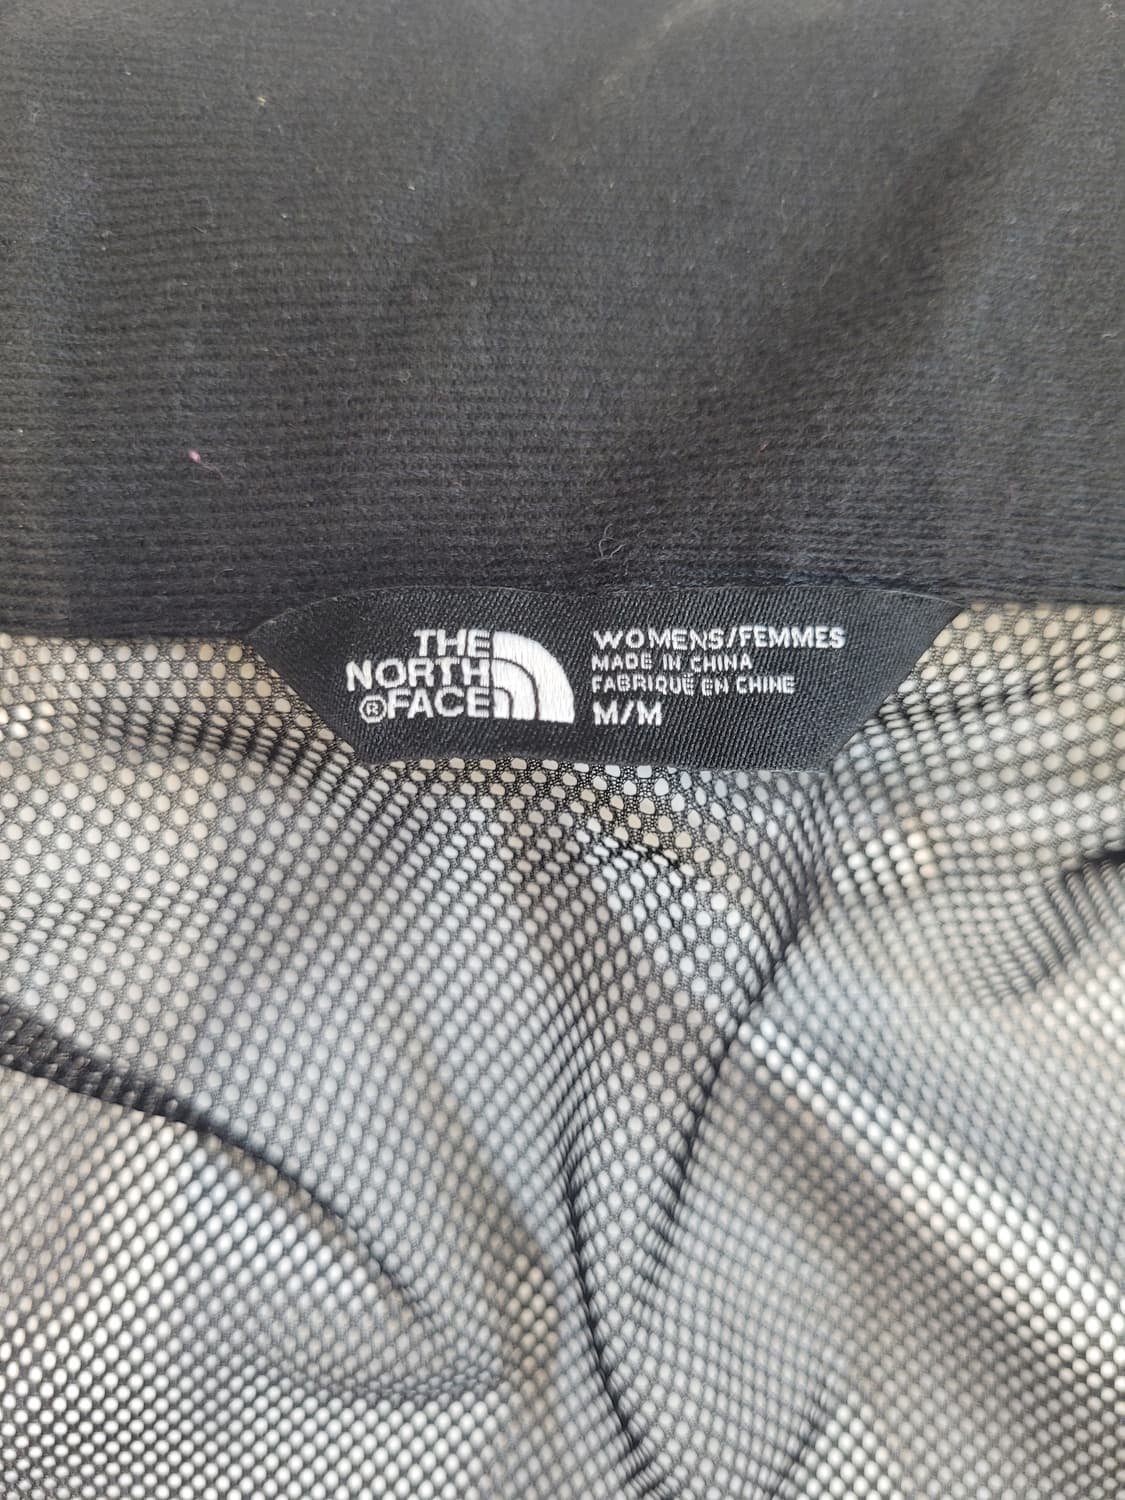 THE
NORTH
®FACE
WOMENS/FEMMES
MADE IN CHINA
FABRIQUÉ EN CHINE
M/M